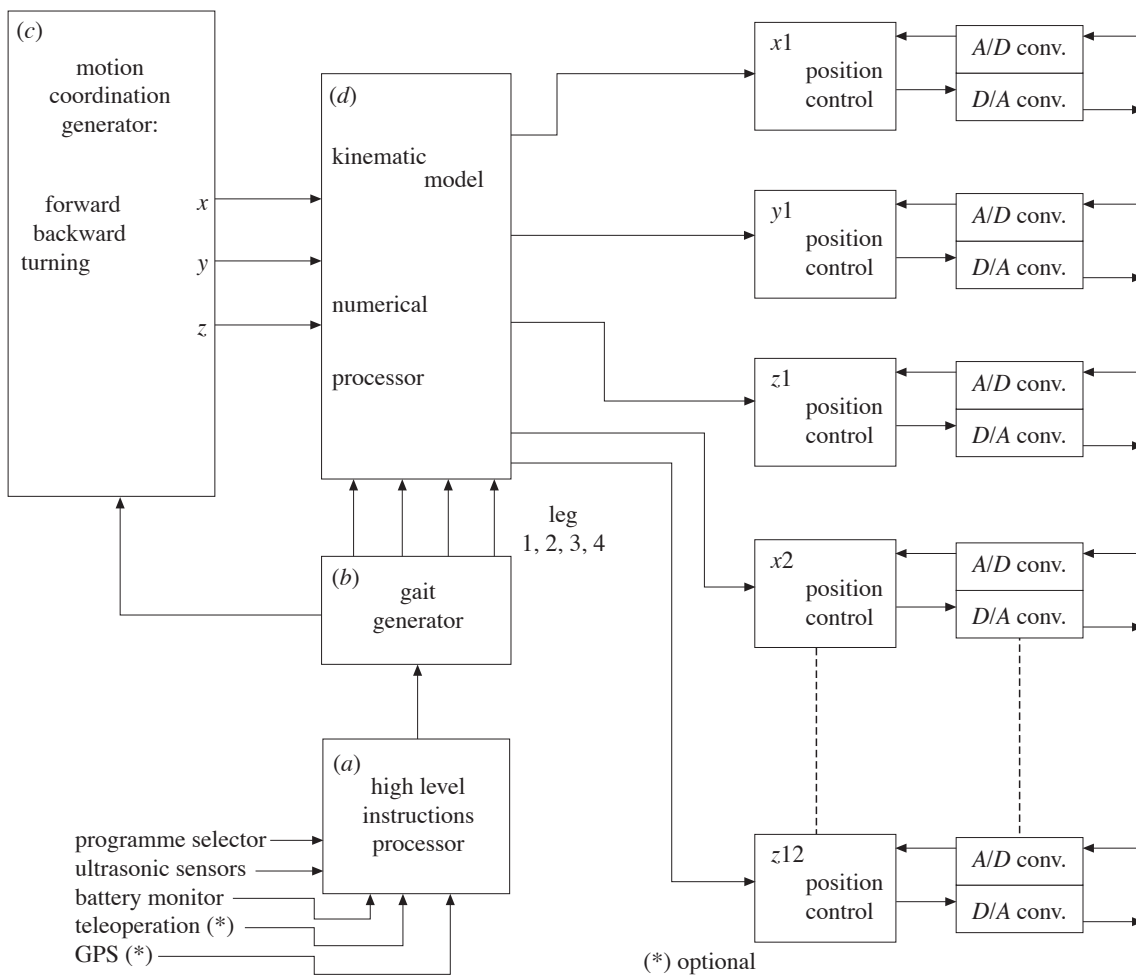 (c)
motion
coordination
generator:
forward
backward
turning
x
y
z
(d)
kinematic
model
numerical
processor
leg
1, 2, 3, 4
(b)
gait
generator
(a)
high level
instructions
processor
programme selector
ultrasonic sensors
battery monitor
teleoperation (*)
GPS (*)
x1
position
control
A/D conv.
D/A conv.
y1
position
control
A/D conv.
D/A conv.
z1
position
control
A/D conv.
D/A conv.
x2
position
control
A/D conv.
D/A conv.
z12
position
control
A/D conv.
D/A conv.
(*) optional